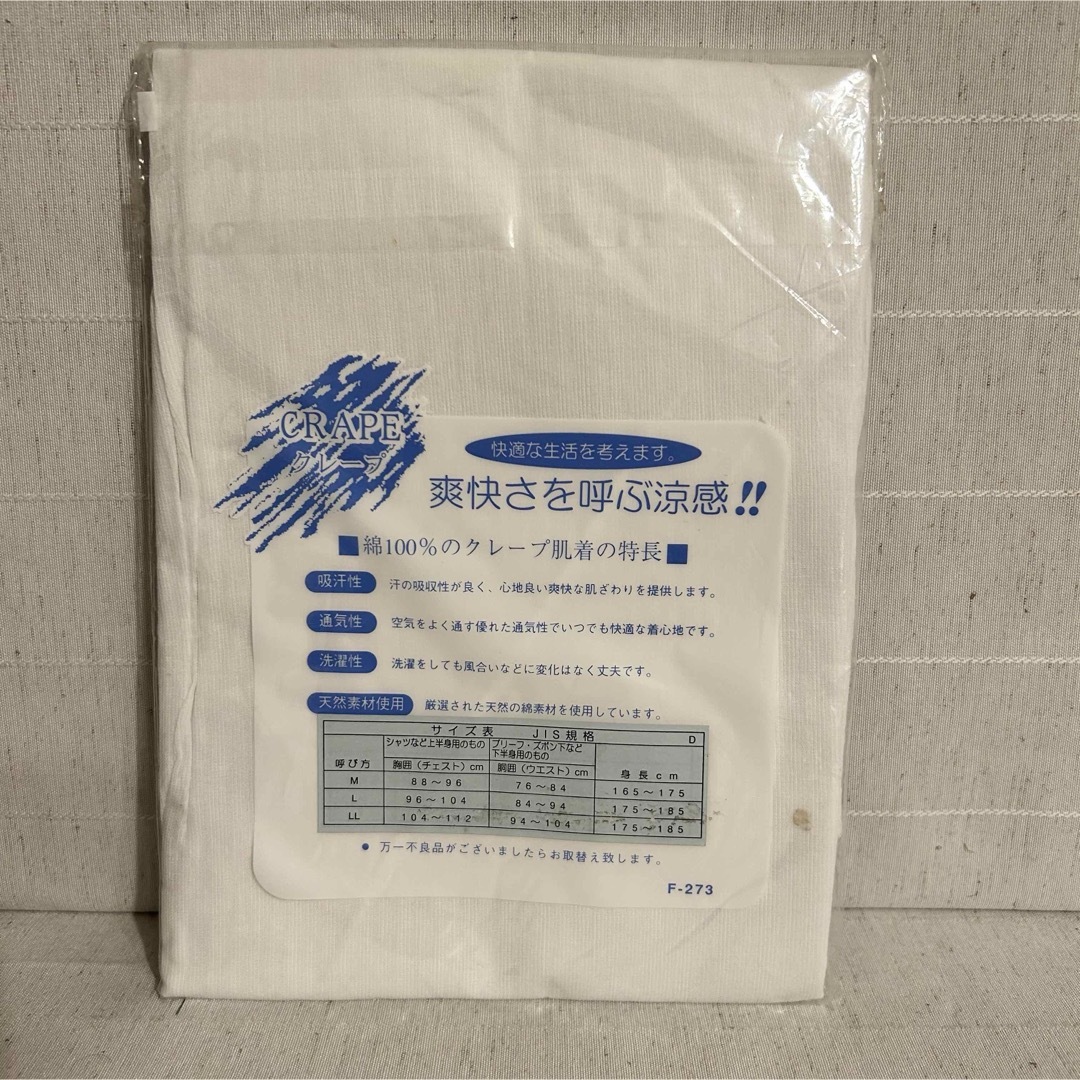 CRAPE
クレープ
快適な生活を考えます。
爽快さを呼ぶ涼感!!
■綿100%のクレープ肌着の特長■
吸汗性 汗の吸収性が良く、心地良い爽快な肌ざわりを提供します。
通気性 空気をよく通す優れた通気性でいつでも快適な着心地です。
洗濯性 洗濯をしても風合いなどに変化はなく丈夫です。
天然素材使用 厳選された天然の綿素材を使用しています。
サイズ表 JIS規格 D
シャツなど上半身用のもの ブリーフ・ズボン下など
下半身用のもの
呼び方 胸囲(チェスト)cm 胴囲(ウエスト)cm 身長cm
M 88～96 76～84 165～175
L 96～104 84～94 175～185
LL 104～112 94～104 175～185
● 万一不良品がございましたらお取替え致します。
F-273